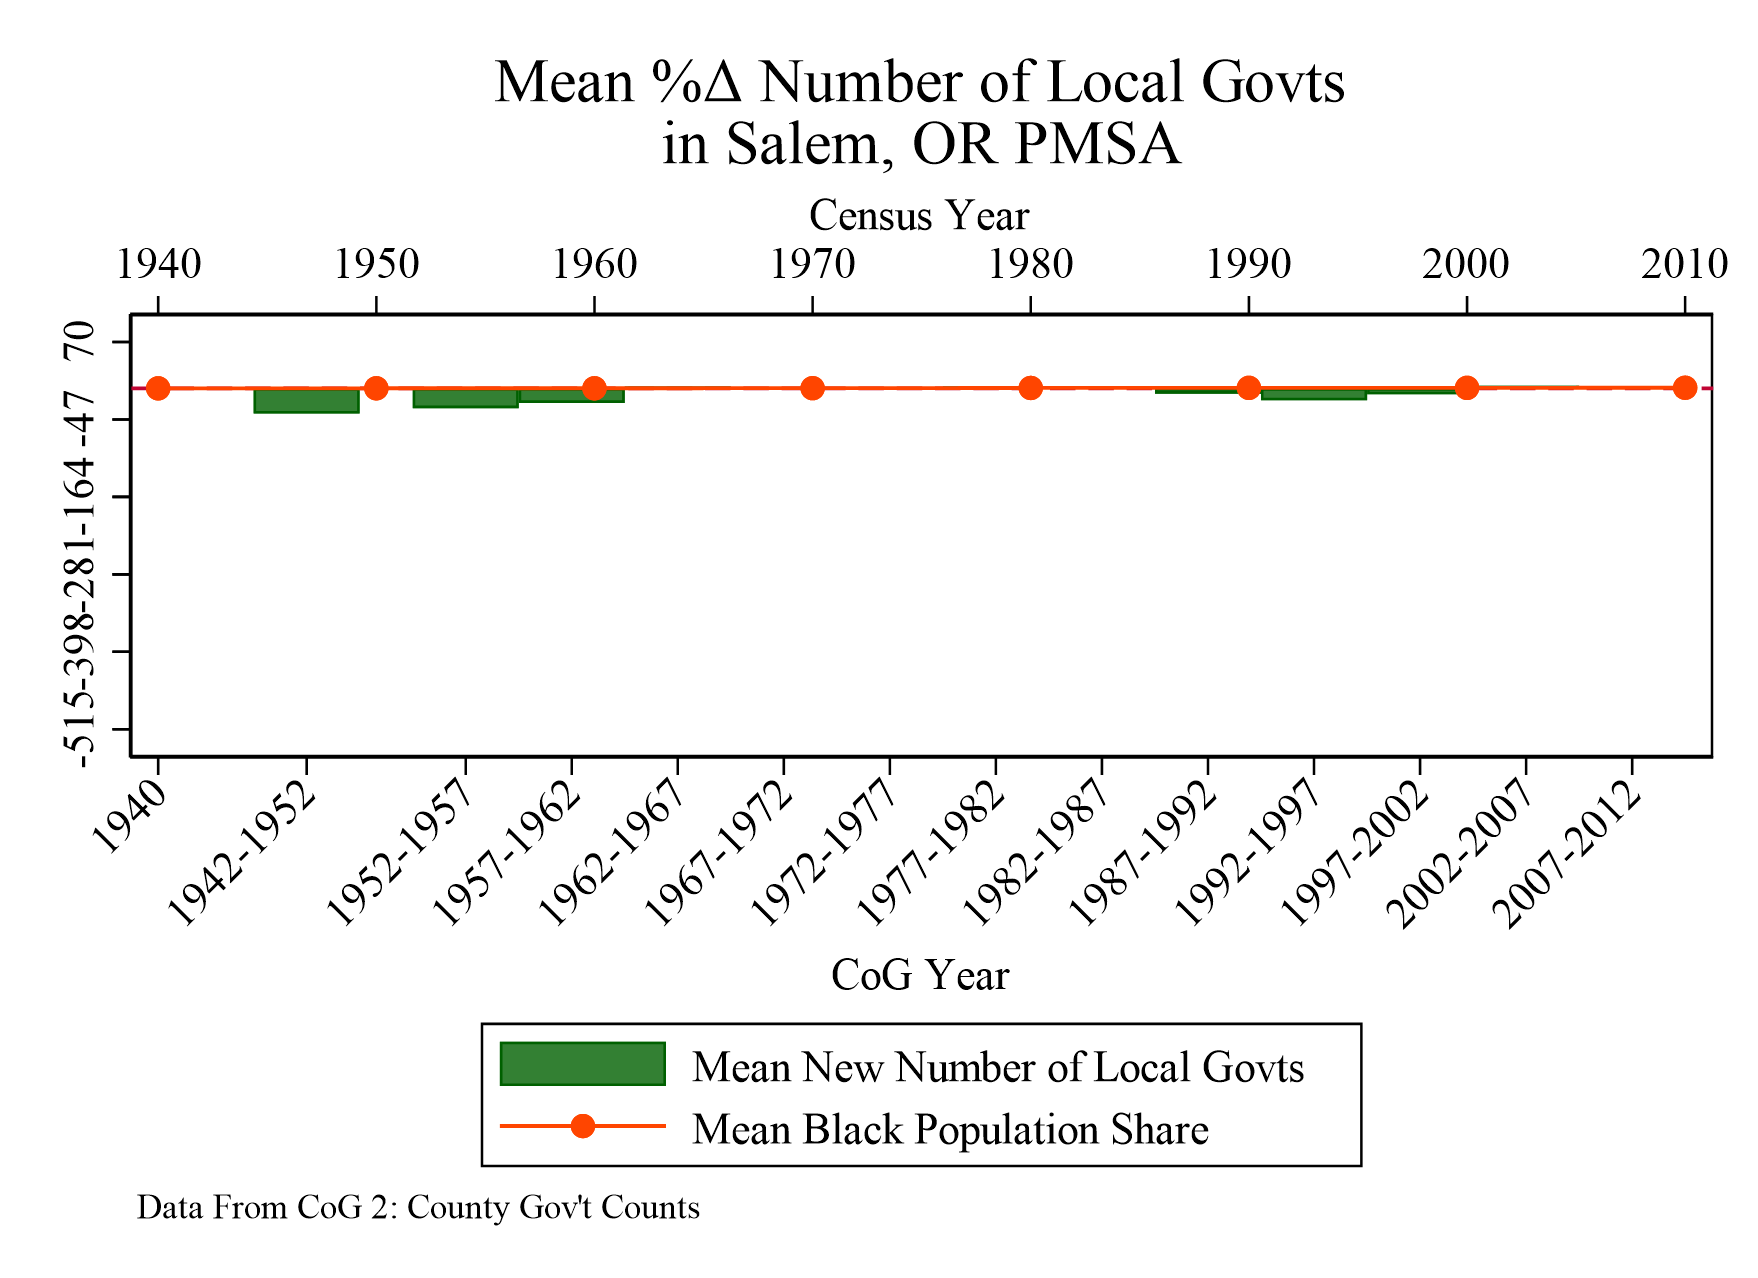 Mean %Δ Number of Local Govts
in Salem, OR PMSA
Census Year
1940 1950 1960 1970 1980 1990 2000 2010
70
-47
-164
-281
-398
-515
1940 1942-1952 1952-1957 1957-1962 1962-1967 1967-1972 1972-1977 1977-1982 1982-1987 1987-1992 1992-1997 1997-2002 2002-2007 2007-2012
CoG Year
Mean New Number of Local Govts
Mean Black Population Share
Data From CoG 2: County Gov't Counts